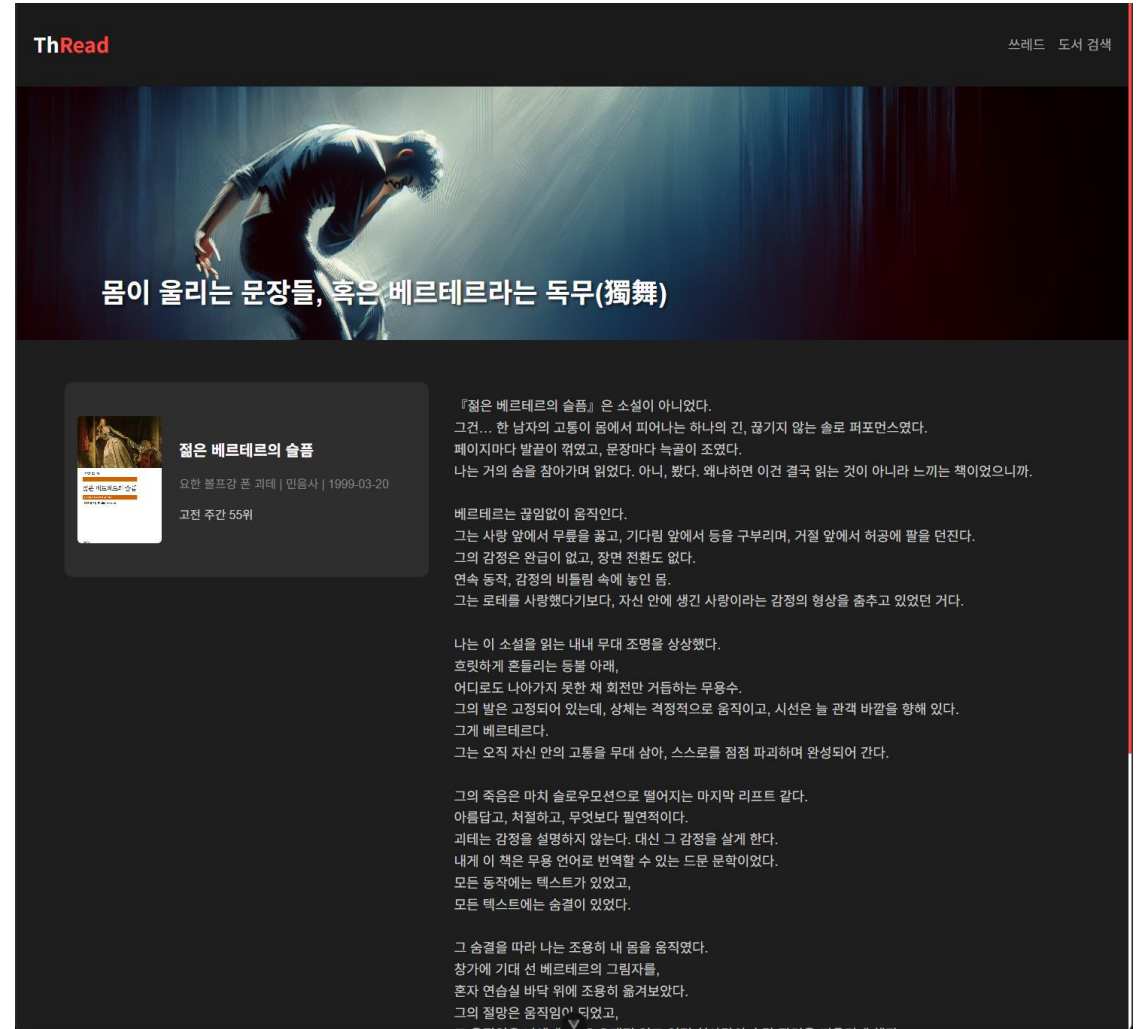 ThRead
쓰레드 도서 검색
몸이 울리는 문장들, 혹은 베르테르라는 독무(獨舞)
젊은 베르테르의 슬픔
젊은 베르테르의 슬픔
요한 볼프강 폰 괴테 | 민음사 | 1999-03-20
고전 주간 55위
『젊은 베르테르의 슬픔』은 소설이 아니었다.
그건… 한 남자의 고통이 몸에서 피어나는 하나의 긴, 끊기지 않는 솔로 퍼포먼스였다.
페이지마다 발끝이 꺾였고, 문장마다 늑골이 조였다.
나는 거의 숨을 참아가며 읽었다. 아니, 봤다. 왜냐하면 이건 결국 읽는 것이 아니라 느끼는 책이었으니까.
베르테르는 끊임없이 움직인다.
그는 사랑 앞에서 무릎을 꿇고, 기다림 앞에서 등을 구부리며, 거절 앞에서 허공에 팔을 던진다.
그의 감정은 완급이 없고, 장면 전환도 없다.
연속 동작, 감정의 비틀림 속에 놓인 몸.
그는 로테를 사랑했다기보다, 자신 안에 생긴 사랑이라는 감정의 형상을 춤추고 있었던 거다.
나는 이 소설을 읽는 내내 무대 조명을 상상했다.
흐릿하게 흔들리는 등불 아래,
어디로도 나아가지 못한 채 회전만 거듭하는 무용수.
그의 발은 고정되어 있는데, 상체는 격정적으로 움직이고, 시선은 늘 관객 바깥을 향해 있다.
그게 베르테르다.
그는 오직 자신 안의 고통을 무대 삼아, 스스로를 점점 파괴하며 완성되어 간다.
그의 죽음은 마치 슬로우모션으로 떨어지는 마지막 리프트 같다.
아름답고, 처절하고, 무엇보다 필연적이다.
괴테는 감정을 설명하지 않는다. 대신 그 감정을 살게 한다.
내게 이 책은 무용 언어로 번역할 수 있는 드문 문학이었다.
모든 동작에는 텍스트가 있었고,
모든 텍스트에는 숨결이 있었다.
그 숨결을 따라 나는 조용히 내 몸을 움직였다.
창가에 기대 선 베르테르의 그림자를,
혼자 연습실 바닥 위에 조용히 옮겨보았다.
그의 절망은 움직임이 되었고,